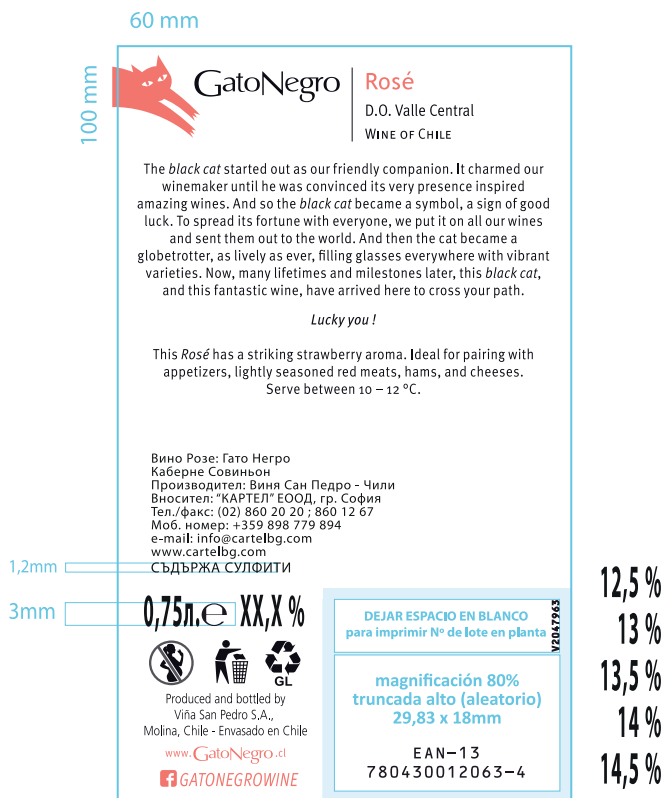 60 mm
100 mm
GatoNegro
Rosé
D.O. Valle Central
WINE OF CHILE
The black cat started out as our friendly companion. It charmed our
winemaker until he was convinced its very presence inspired
amazing wines. And so the black cat became a symbol, a sign of good
luck. To spread its fortune with everyone, we put it on all our wines
and sent them out to the world. And then the cat became a
globetrotter, as lively as ever, filling glasses everywhere with vibrant
varieties. Now, many lifetimes and milestones later, this black cat,
and this fantastic wine, have arrived here to cross your path.
Lucky you !
This Rosé has a striking strawberry aroma. Ideal for pairing with
appetizers, lightly seasoned red meats, hams, and cheeses.
Serve between 10 – 12 °C.
Вино Розе: Гато Негро
Каберне Совиньон
Производител: Виня Сан Педро - Чили
Вносител: "КАРТЕЛ" ЕООД, гр. София
Тел./факс: (02) 860 20 20 ; 860 12 67
Моб. номер: +359 898 779 894
e-mail: info@cartelbg.com
www.cartelbg.com
1,2mm
СЪДЪРЖА СУЛФИТИ
3mm
0,75л.℮ XX,X %
GL
Produced and bottled by
Viña San Pedro S.A.,
Molina, Chile - Envasado en Chile
www.GatoNegro.cl
GATONEGROWINE
DEJAR ESPACIO EN BLANCO
para imprimir Nº de lote en planta
V2047963
magnificación 80%
truncada alto (aleatorio)
29,83 x 18mm
EAN-13
780430012063-4
12,5 %
13 %
13,5 %
14 %
14,5 %